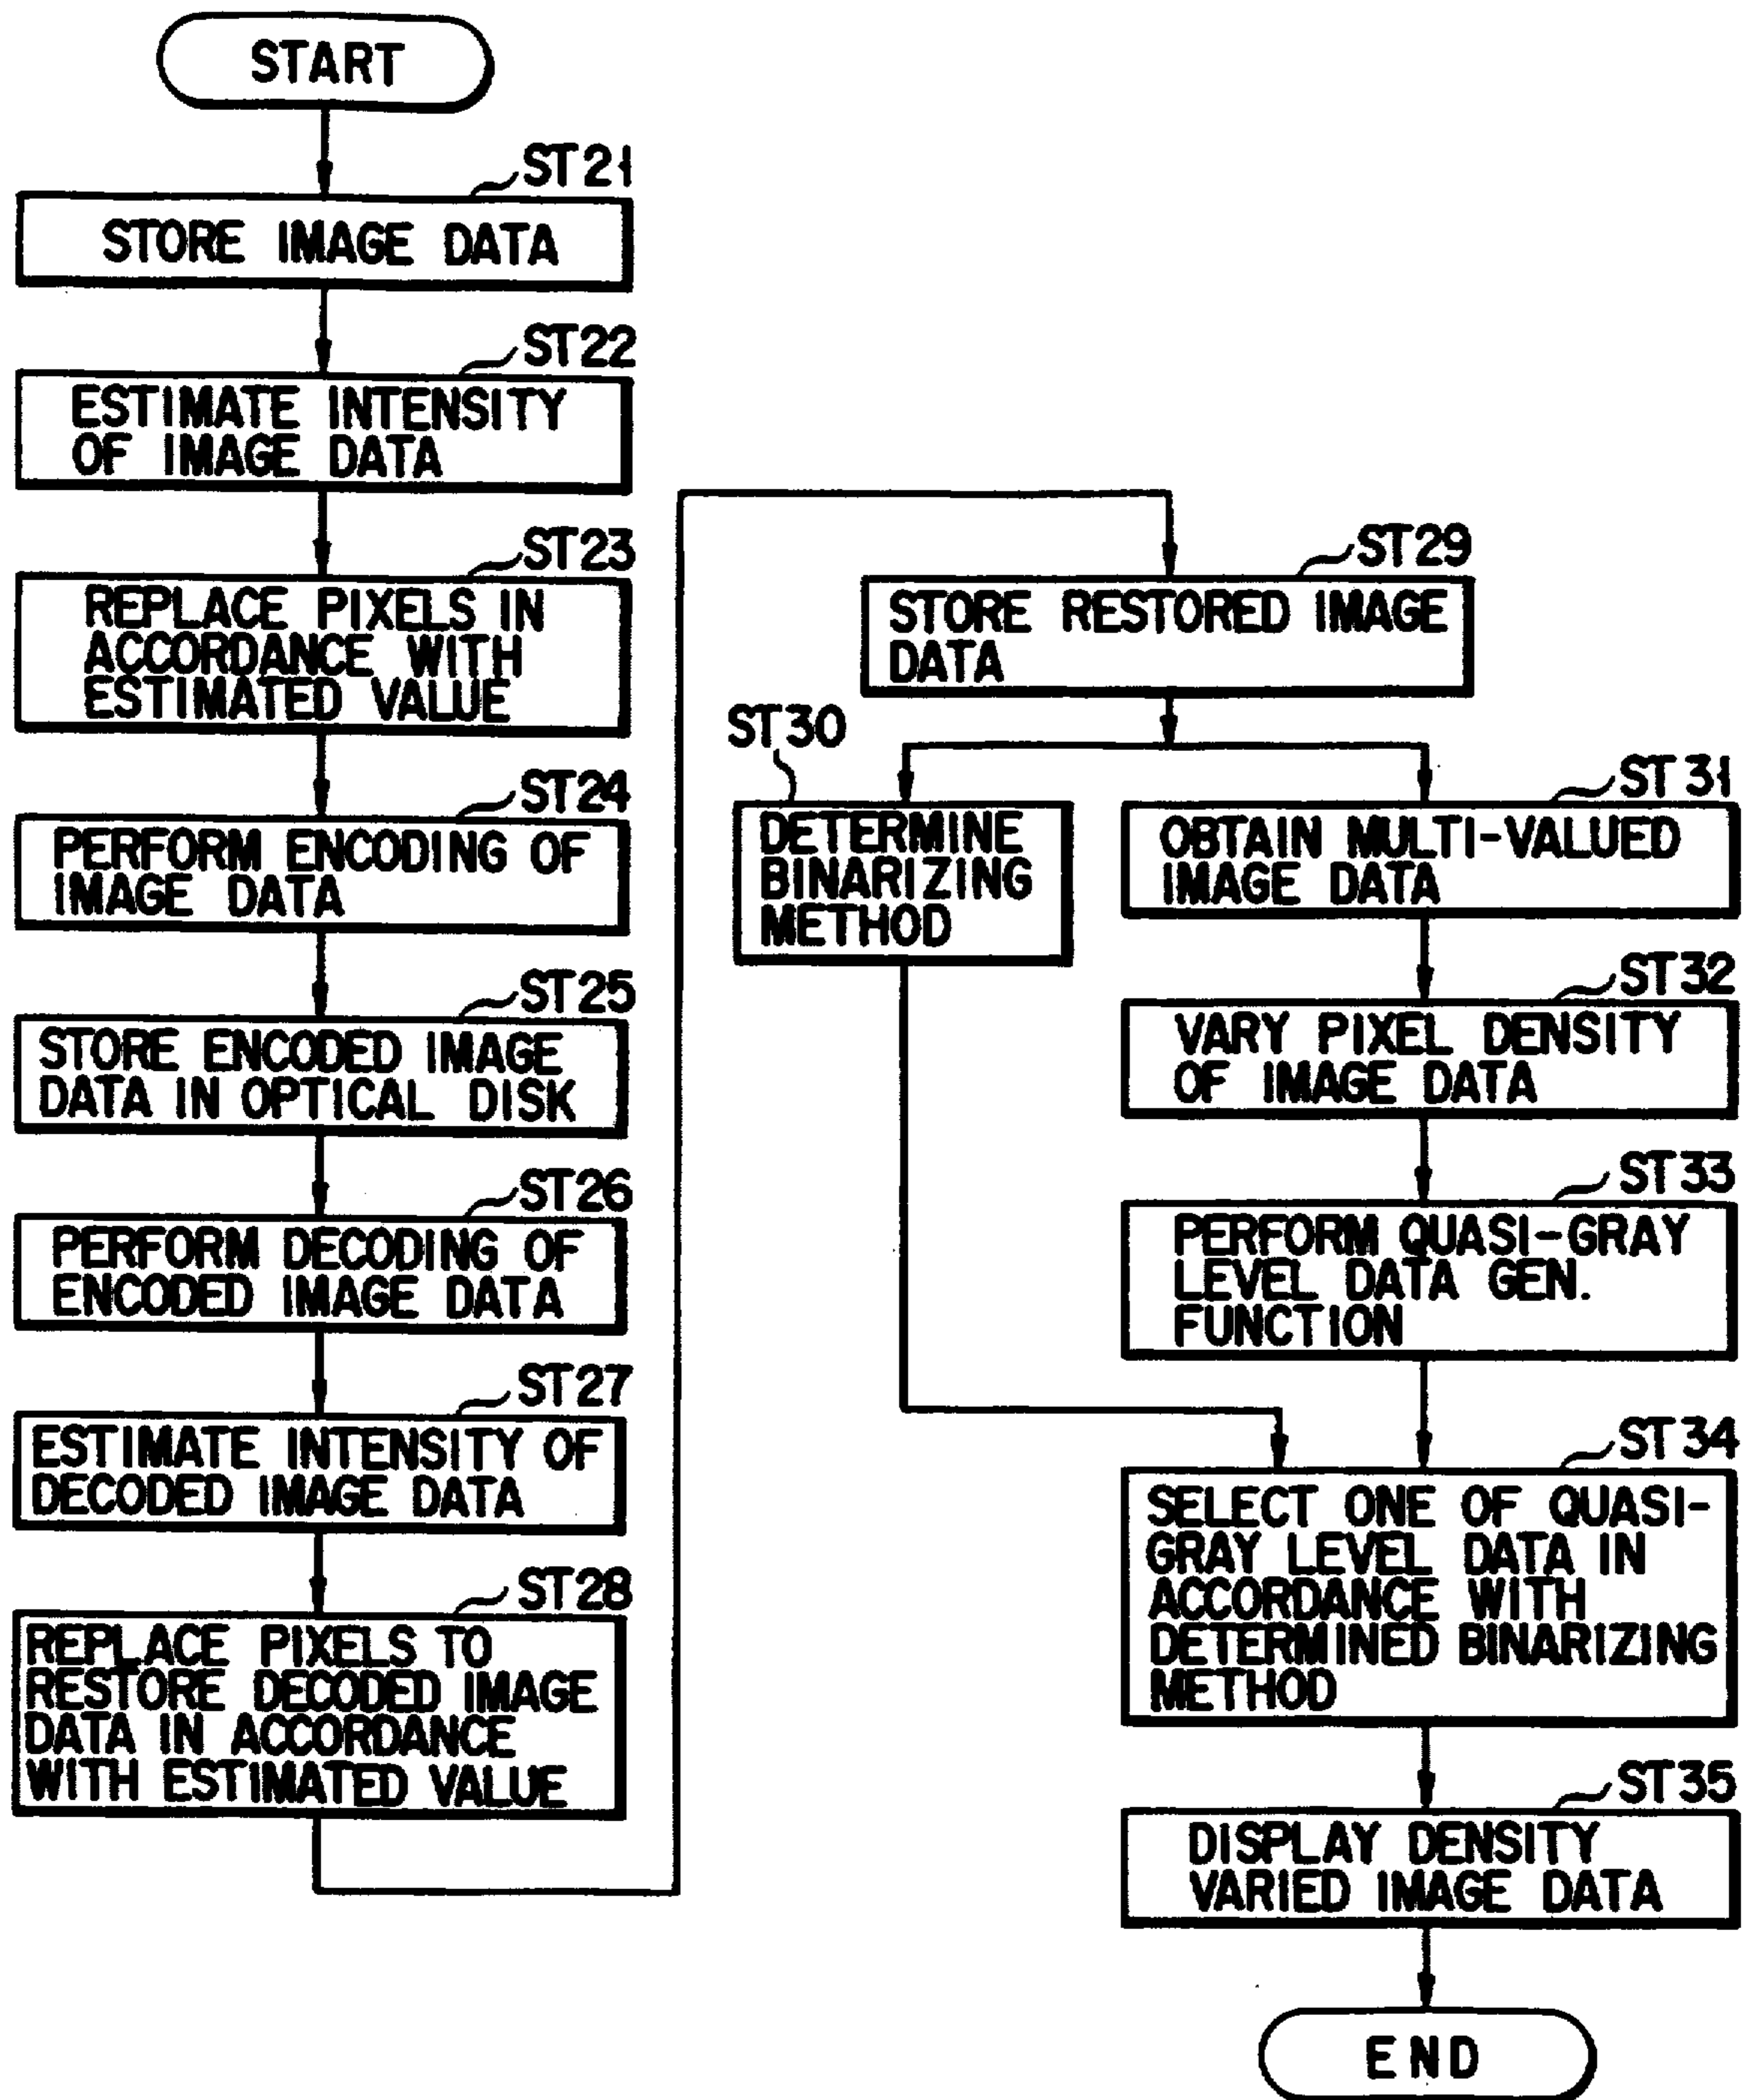 START
ST21
STORE IMAGE DATA
ST22
ESTIMATE INTENSITY
OF IMAGE DATA
ST23
REPLACE PIXELS IN
ACCORDANCE WITH
ESTIMATED VALUE
ST24
PERFORM ENCODING OF
IMAGE DATA
ST25
STORE ENCODED IMAGE
DATA IN OPTICAL DISK
ST26
PERFORM DECODING OF
ENCODED IMAGE DATA
ST27
ESTIMATE INTENSITY OF
DECODED IMAGE DATA
ST28
REPLACE PIXELS TO
RESTORE DECODED IMAGE
DATA IN ACCORDANCE
WITH ESTIMATED VALUE
ST29
STORE RESTORED IMAGE
DATA
ST30
DETERMINE
BINARIZING
METHOD
ST31
OBTAIN MULTI-VALUED
IMAGE DATA
ST32
VARY PIXEL DENSITY
OF IMAGE DATA
ST33
PERFORM QUASI-GRAY
LEVEL DATA GEN.
FUNCTION
ST34
SELECT ONE OF QUASI-
GRAY LEVEL DATA IN
ACCORDANCE WITH
DETERMINED BINARIZING
METHOD
ST35
DISPLAY DENSITY
VARIED IMAGE DATA
END